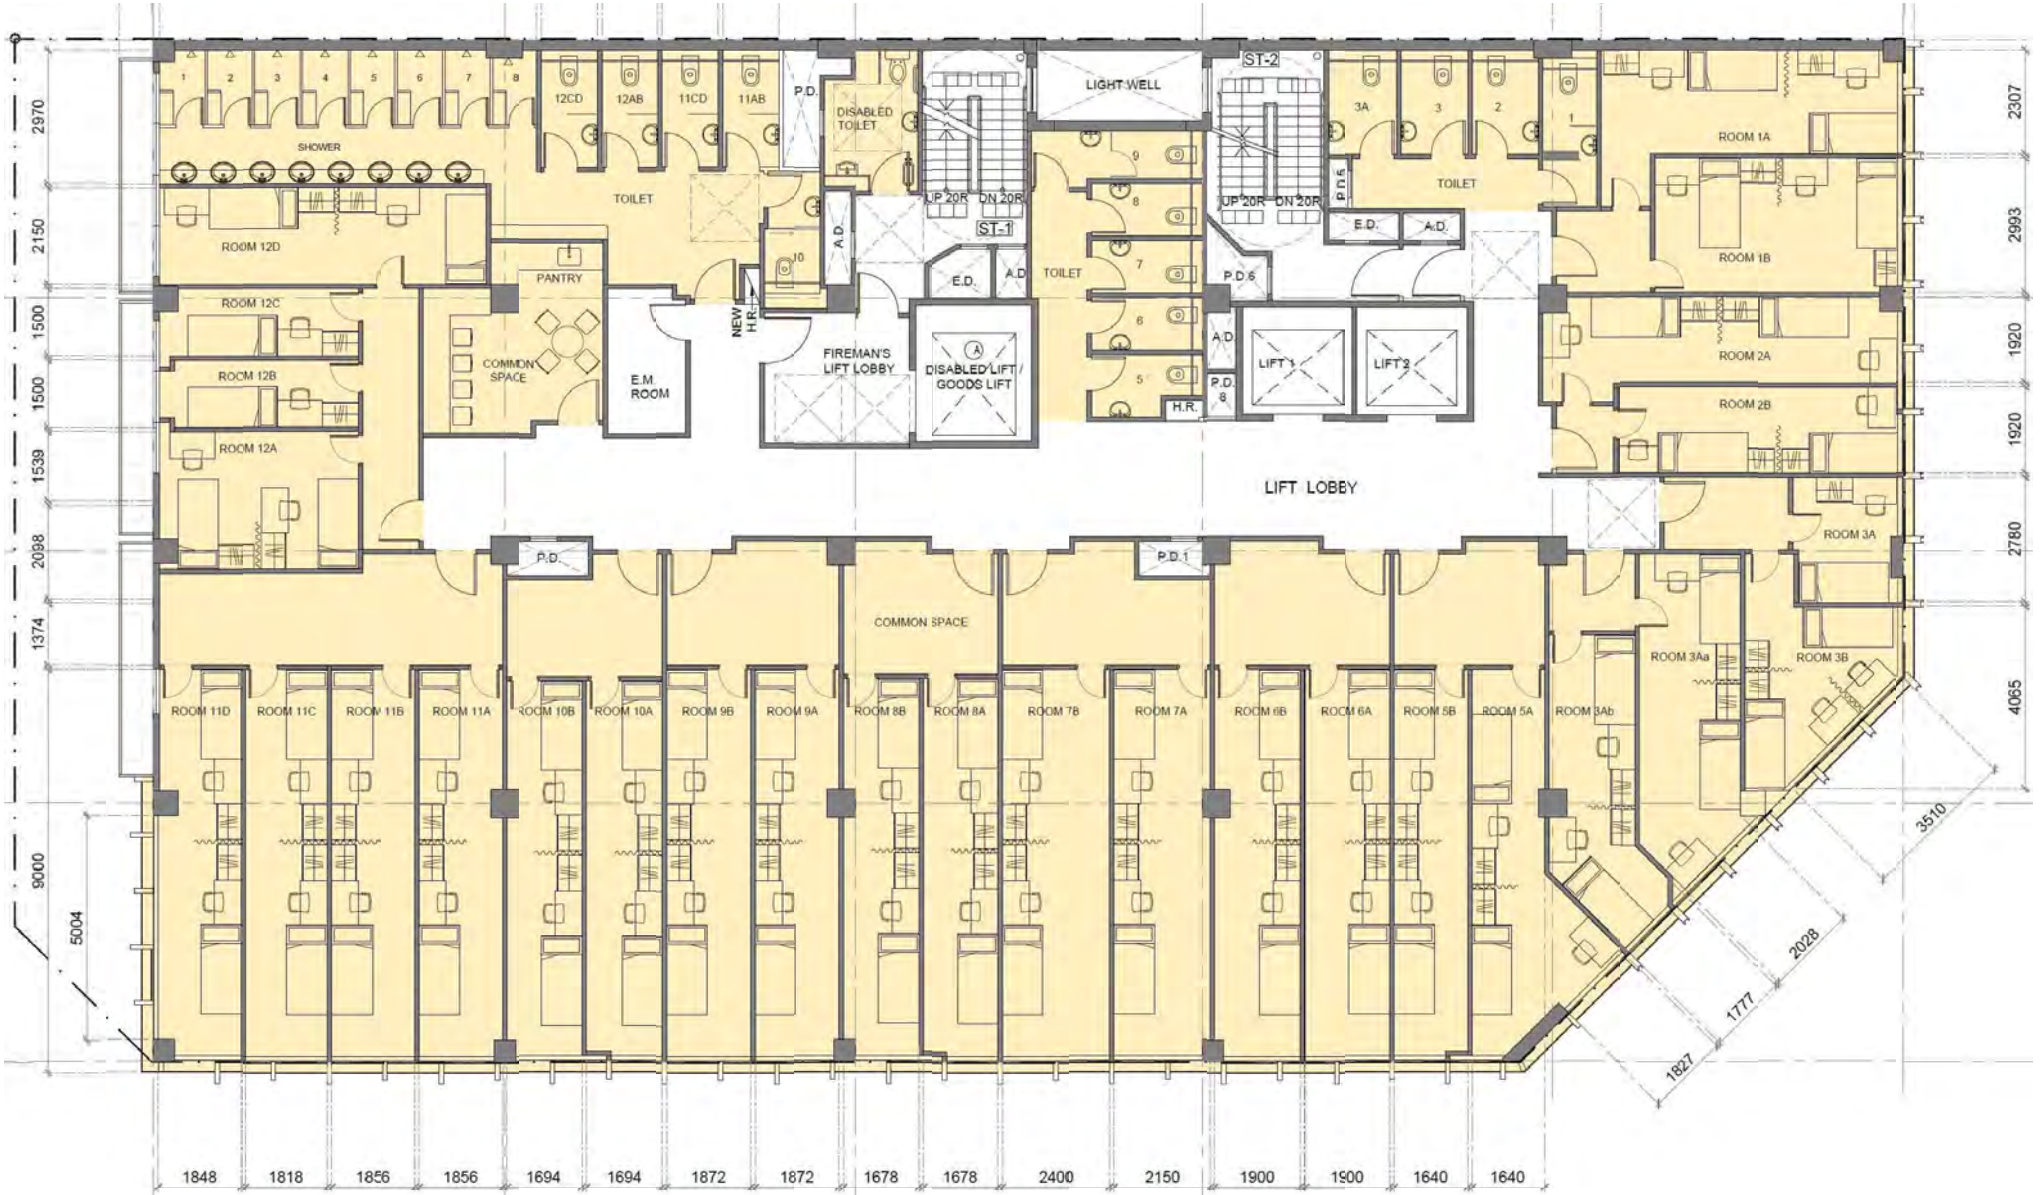 ST-2
1
2
3
4
5
6
7
8
12CD
12AB
11CD
11AB
P.D.
DISABLED
TOILET
LIGHT WELL
3A
3
2
1
ROOM 1A
2970
2307
SHOWER
9
TOILET
P.D.5
TOILET
UP 20R
DN 20R
UP 20R
DN 20R
8
ST-1
A.D.
E.D.
A.D.
2150
2993
ROOM 12D
PANTRY
10
E.D.
A.D.
TOILET
7
P.D.6
ROOM 1B
ROOM 12C
1500
NEW
H.R.
6
1920
FIREMAN'S
LIFT LOBBY
A
DISABLED LIFT /
GOODS LIFT
A.D.
LIFT 1
LIFT 2
ROOM 2A
COMMON
SPACE
ROOM 12B
1500
E.M.
ROOM
5
P.D.
8
H.R.
ROOM 2B
1920
ROOM 12A
1539
LIFT LOBBY
2098
P.D.
P.D.1
ROOM 3A
2780
1374
COMMON SPACE
ROOM 3Aa
ROOM 3B
4065
ROOM 11D
ROOM 11C
ROOM 11B
ROOM 11A
ROOM 10B
ROOM 10A
ROOM 9B
ROOM 9A
ROOM 8B
ROOM 8A
ROOM 7B
ROOM 7A
ROOM 6B
ROOM 6A
ROOM 5B
ROOM 5A
ROOM 3Ab
9000
5004
3510
2028
1777
1827
1848
1818
1856
1856
1694
1694
1872
1872
1678
1678
2400
2150
1900
1900
1640
1640